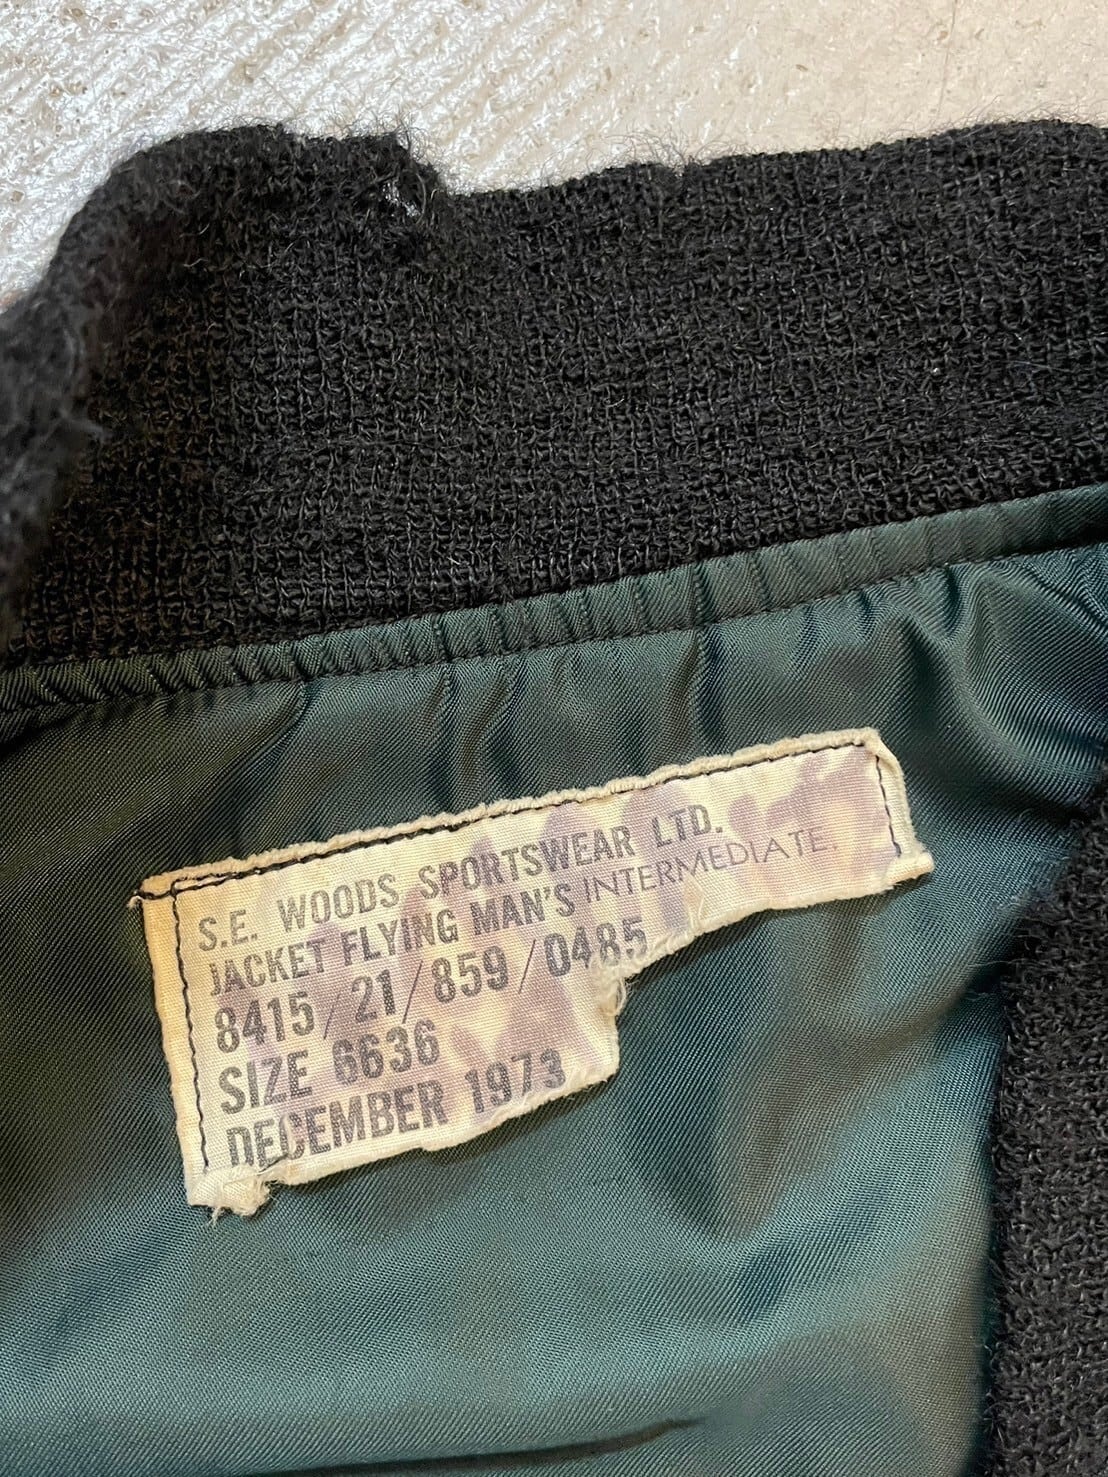 S.E. WOODS SPORTSWEAR LTD.
JACKET FLYING MAN'S INTERMEDIATE.
8415/21/859/0485
SIZE 6636
DECEMBER 1973